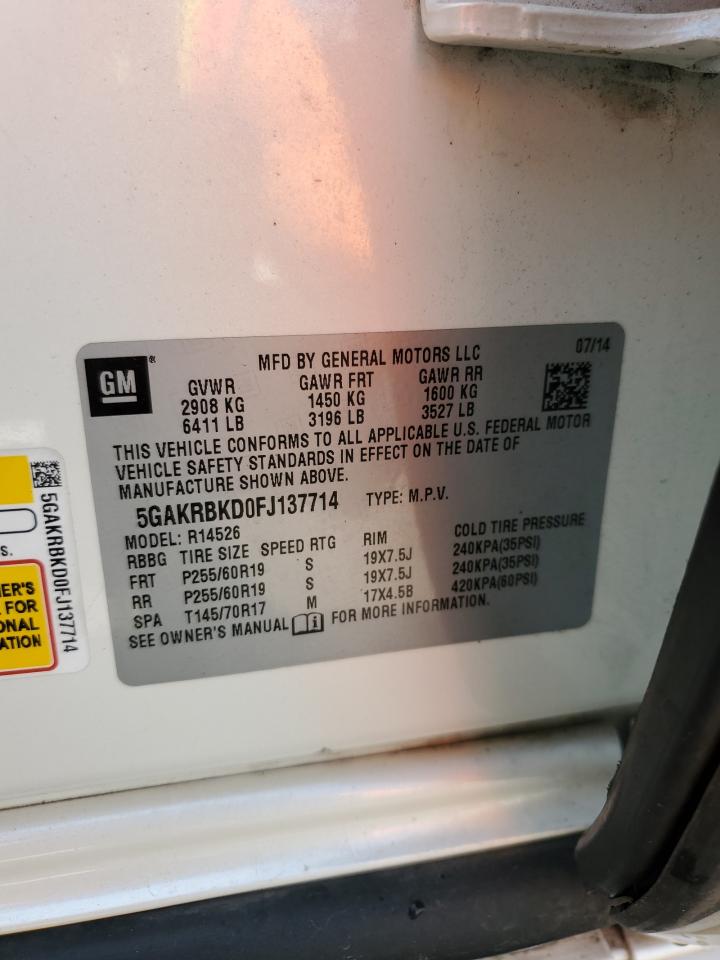 GM®
MFD BY GENERAL MOTORS LLC 07/14
GVWR GAWR FRT GAWR RR
2908 KG 1450 KG 1600 KG
6411 LB 3196 LB 3527 LB
THIS VEHICLE CONFORMS TO ALL APPLICABLE U.S. FEDERAL MOTOR
VEHICLE SAFETY STANDARDS IN EFFECT ON THE DATE OF
MANUFACTURE SHOWN ABOVE.
5GAKRBKD0FJ137714 TYPE: M.P.V.
MODEL: R14526
RBBG TIRE SIZE SPEED RTG RIM COLD TIRE PRESSURE
FRT P255/60R19 S 19X7.5J 240KPA(35PSI)
RR P255/60R19 S 19X7.5J 240KPA(35PSI)
SPA T145/70R17 M 17X4.5B 420KPA(60PSI)
SEE OWNER'S MANUAL FOR MORE INFORMATION.
5GAKRBKD0FJ137714
S.
NER'S
FOR
ONAL
ATION